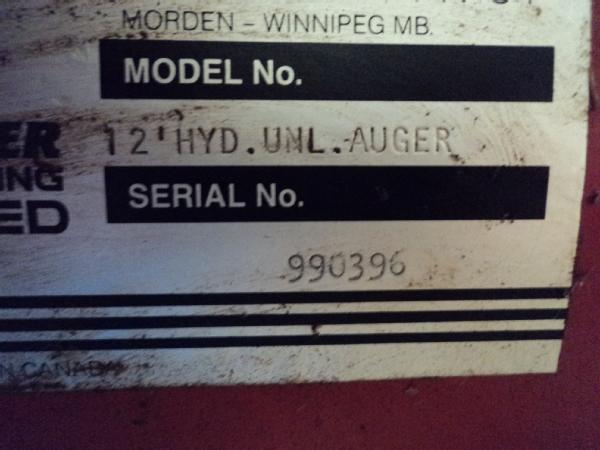 MORDEN - WINNIPEG MB.
MODEL No.
12'HYD.UNL.AUGER
SERIAL No.
990396